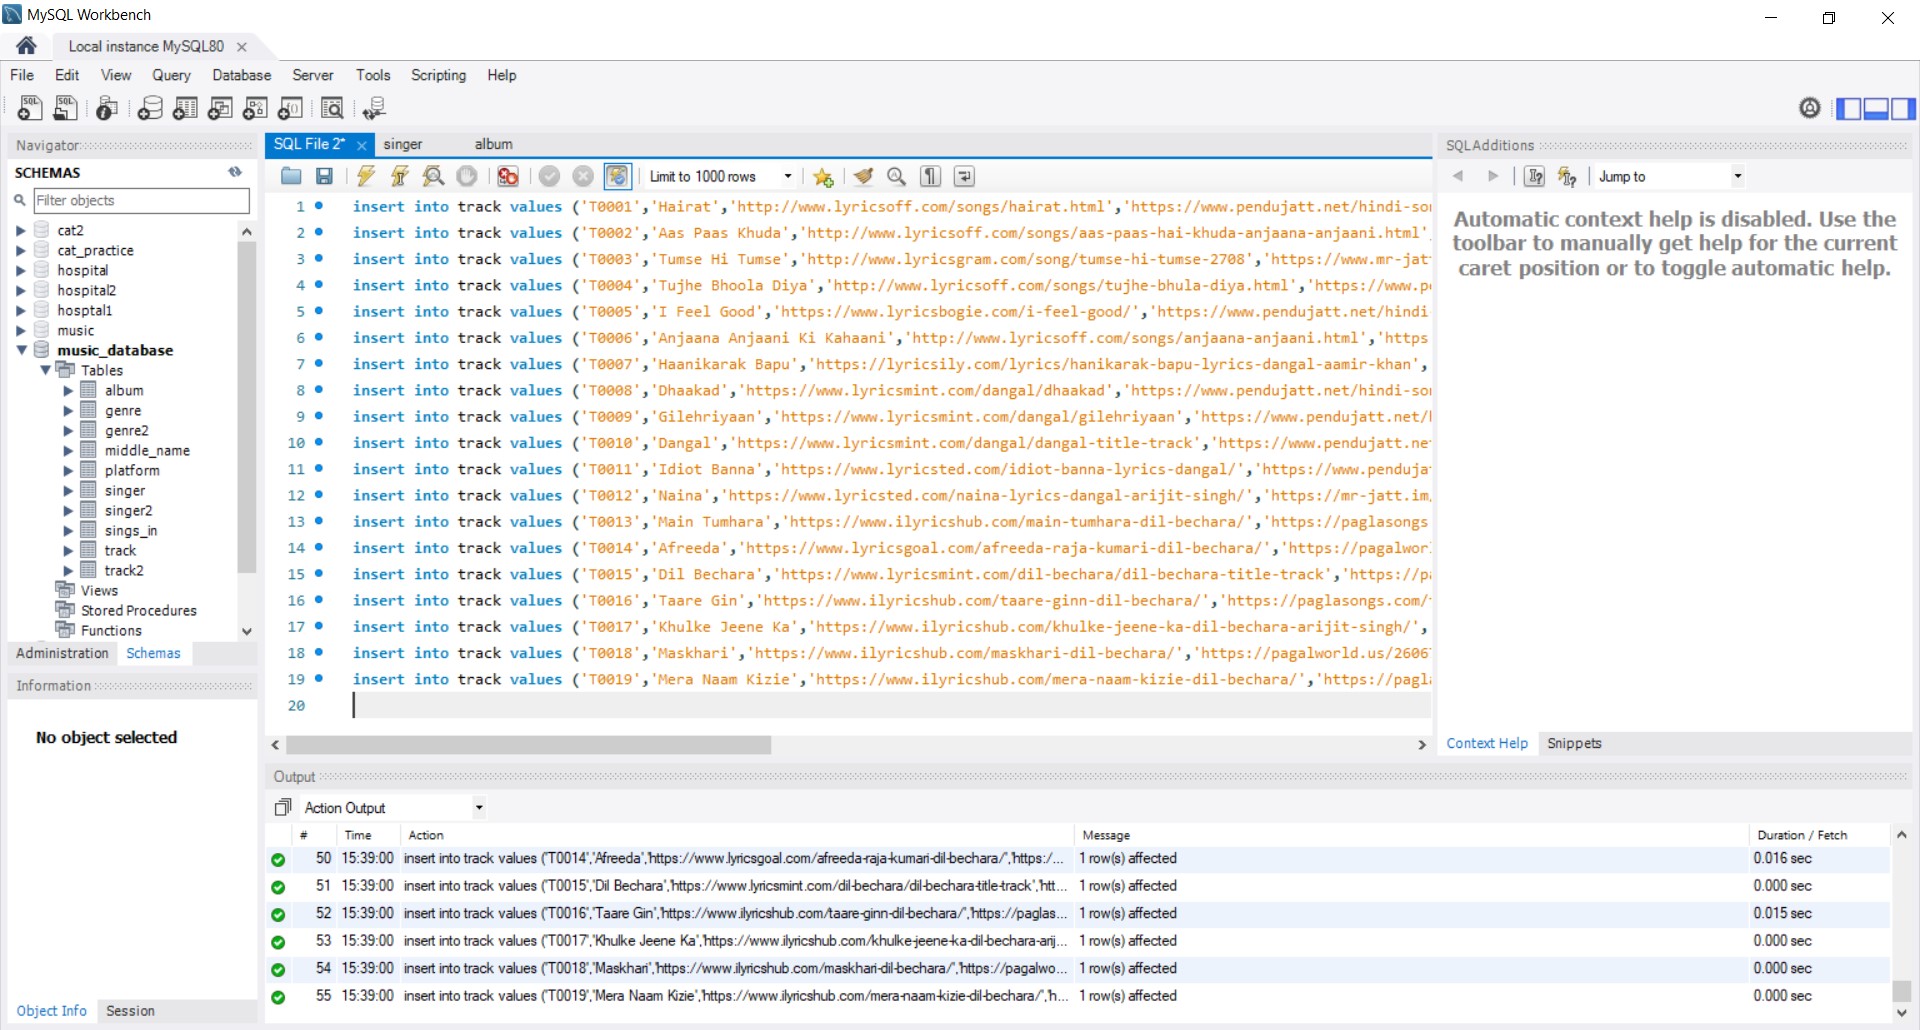 MySQL Workbench
Local instance MySQL80
File Edit View Query Database Server Tools Scripting Help
Navigator
SCHEMAS
Filter objects
cat2
cat_practice
hospital
hospital2
hosptal1
music
music_database
Tables
album
genre
genre2
middle_name
platform
singer
singer2
sings_in
track
track2
Views
Stored Procedures
Functions
Administration Schemas
Information
No object selected
Object Info Session
SQL File 2* singer album
Limit to 1000 rows
1 insert into track values ('T0001','Hairat','http://www.lyricsoff.com/songs/hairat.html','https://www.pendujatt.net/hindi-so
2 insert into track values ('T0002','Aas Paas Khuda','http://www.lyricsoff.com/songs/aas-paas-hai-khuda-anjaana-anjaani.html'
3 insert into track values ('T0003','Tumse Hi Tumse','http://www.lyricsgram.com/song/tumse-hi-tumse-2708','https://www.mr-jat
4 insert into track values ('T0004','Tujhe Bhoola Diya','http://www.lyricsoff.com/songs/tujhe-bhula-diya.html','https://www.p
5 insert into track values ('T0005','I Feel Good','https://www.lyricsbogie.com/i-feel-good/','https://www.pendujatt.net/hindi
6 insert into track values ('T0006','Anjaana Anjaani Ki Kahaani','http://www.lyricsoff.com/songs/anjaana-anjaani.html','https
7 insert into track values ('T0007','Haanikarak Bapu','https://lyricsily.com/lyrics/hanikarak-bapu-lyrics-dangal-aamir-khan',
8 insert into track values ('T0008','Dhaakad','https://www.lyricsmint.com/dangal/dhaakad','https://www.pendujatt.net/hindi-so
9 insert into track values ('T0009','Gilehriyaan','https://www.lyricsmint.com/dangal/gilehriyaan','https://www.pendujatt.net/
10 insert into track values ('T0010','Dangal','https://www.lyricsmint.com/dangal/dangal-title-track','https://www.pendujatt.ne
11 insert into track values ('T0011','Idiot Banna','https://www.lyricsted.com/idiot-banna-lyrics-dangal/','https://www.penduja
12 insert into track values ('T0012','Naina','https://www.lyricsted.com/naina-lyrics-dangal-arijit-singh/','https://mr-jatt.im
13 insert into track values ('T0013','Main Tumhara','https://www.ilyricshub.com/main-tumhara-dil-bechara/','https://paglasongs
14 insert into track values ('T0014','Afreeda','https://www.lyricsgoal.com/afreeda-raja-kumari-dil-bechara/','https://pagalwor
15 insert into track values ('T0015','Dil Bechara','https://www.lyricsmint.com/dil-bechara/dil-bechara-title-track','https://p
16 insert into track values ('T0016','Taare Gin','https://www.ilyricshub.com/taare-ginn-dil-bechara/','https://paglasongs.com/
17 insert into track values ('T0017','Khulke Jeene Ka','https://www.ilyricshub.com/khulke-jeene-ka-dil-bechara-arijit-singh/',
18 insert into track values ('T0018','Maskhari','https://www.ilyricshub.com/maskhari-dil-bechara/','https://pagalworld.us/2606
19 insert into track values ('T0019','Mera Naam Kizie','https://www.ilyricshub.com/mera-naam-kizie-dil-bechara/','https://pagl
20
SQLAdditions
Jump to
Automatic context help is disabled. Use the
toolbar to manually get help for the current
caret position or to toggle automatic help.
Context Help Snippets
Output
Action Output
# Time Action Message Duration / Fetch
50 15:39:00 insert into track values ('T0014','Afreeda','https://www.lyricsgoal.com/afreeda-raja-kumari-dil-bechara/','https:/... 1 row(s) affected 0.016 sec
51 15:39:00 insert into track values ('T0015','Dil Bechara','https://www.lyricsmint.com/dil-bechara/dil-bechara-title-track','htt... 1 row(s) affected 0.000 sec
52 15:39:00 insert into track values ('T0016','Taare Gin','https://www.ilyricshub.com/taare-ginn-dil-bechara/','https://paglas... 1 row(s) affected 0.015 sec
53 15:39:00 insert into track values ('T0017','Khulke Jeene Ka','https://www.ilyricshub.com/khulke-jeene-ka-dil-bechara-arij... 1 row(s) affected 0.000 sec
54 15:39:00 insert into track values ('T0018','Maskhari','https://www.ilyricshub.com/maskhari-dil-bechara/','https://pagalwo... 1 row(s) affected 0.000 sec
55 15:39:00 insert into track values ('T0019','Mera Naam Kizie','https://www.ilyricshub.com/mera-naam-kizie-dil-bechara/','h... 1 row(s) affected 0.000 sec